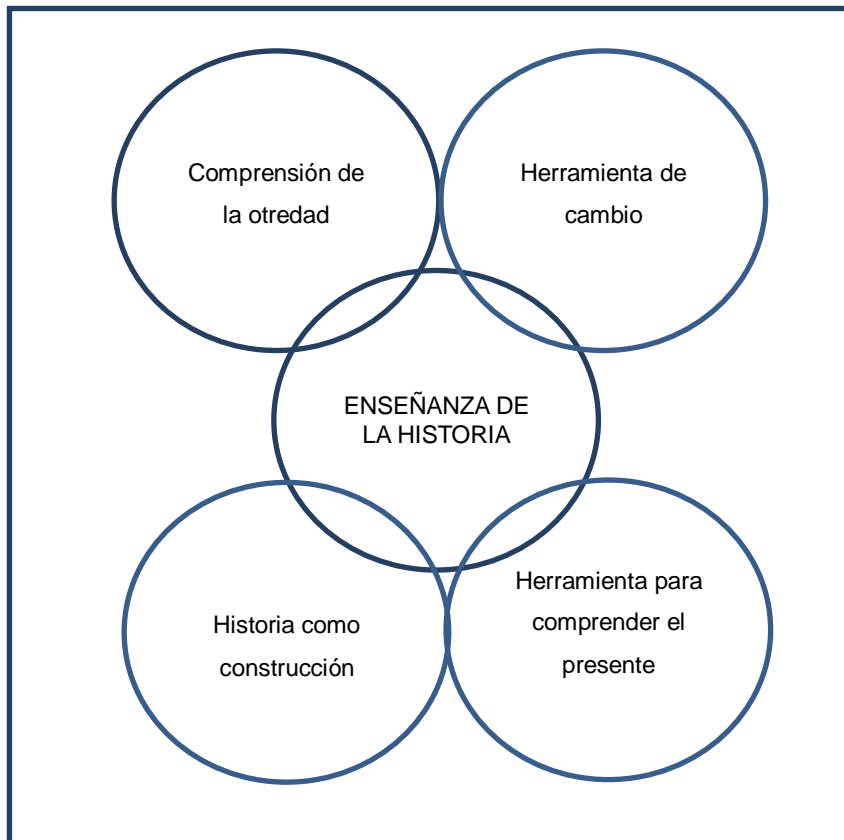 Comprensión de
la otredad
Herramienta de
cambio
ENSEÑANZA DE
LA HISTORIA
Historia como
construcción
Herramienta para
comprender el
presente